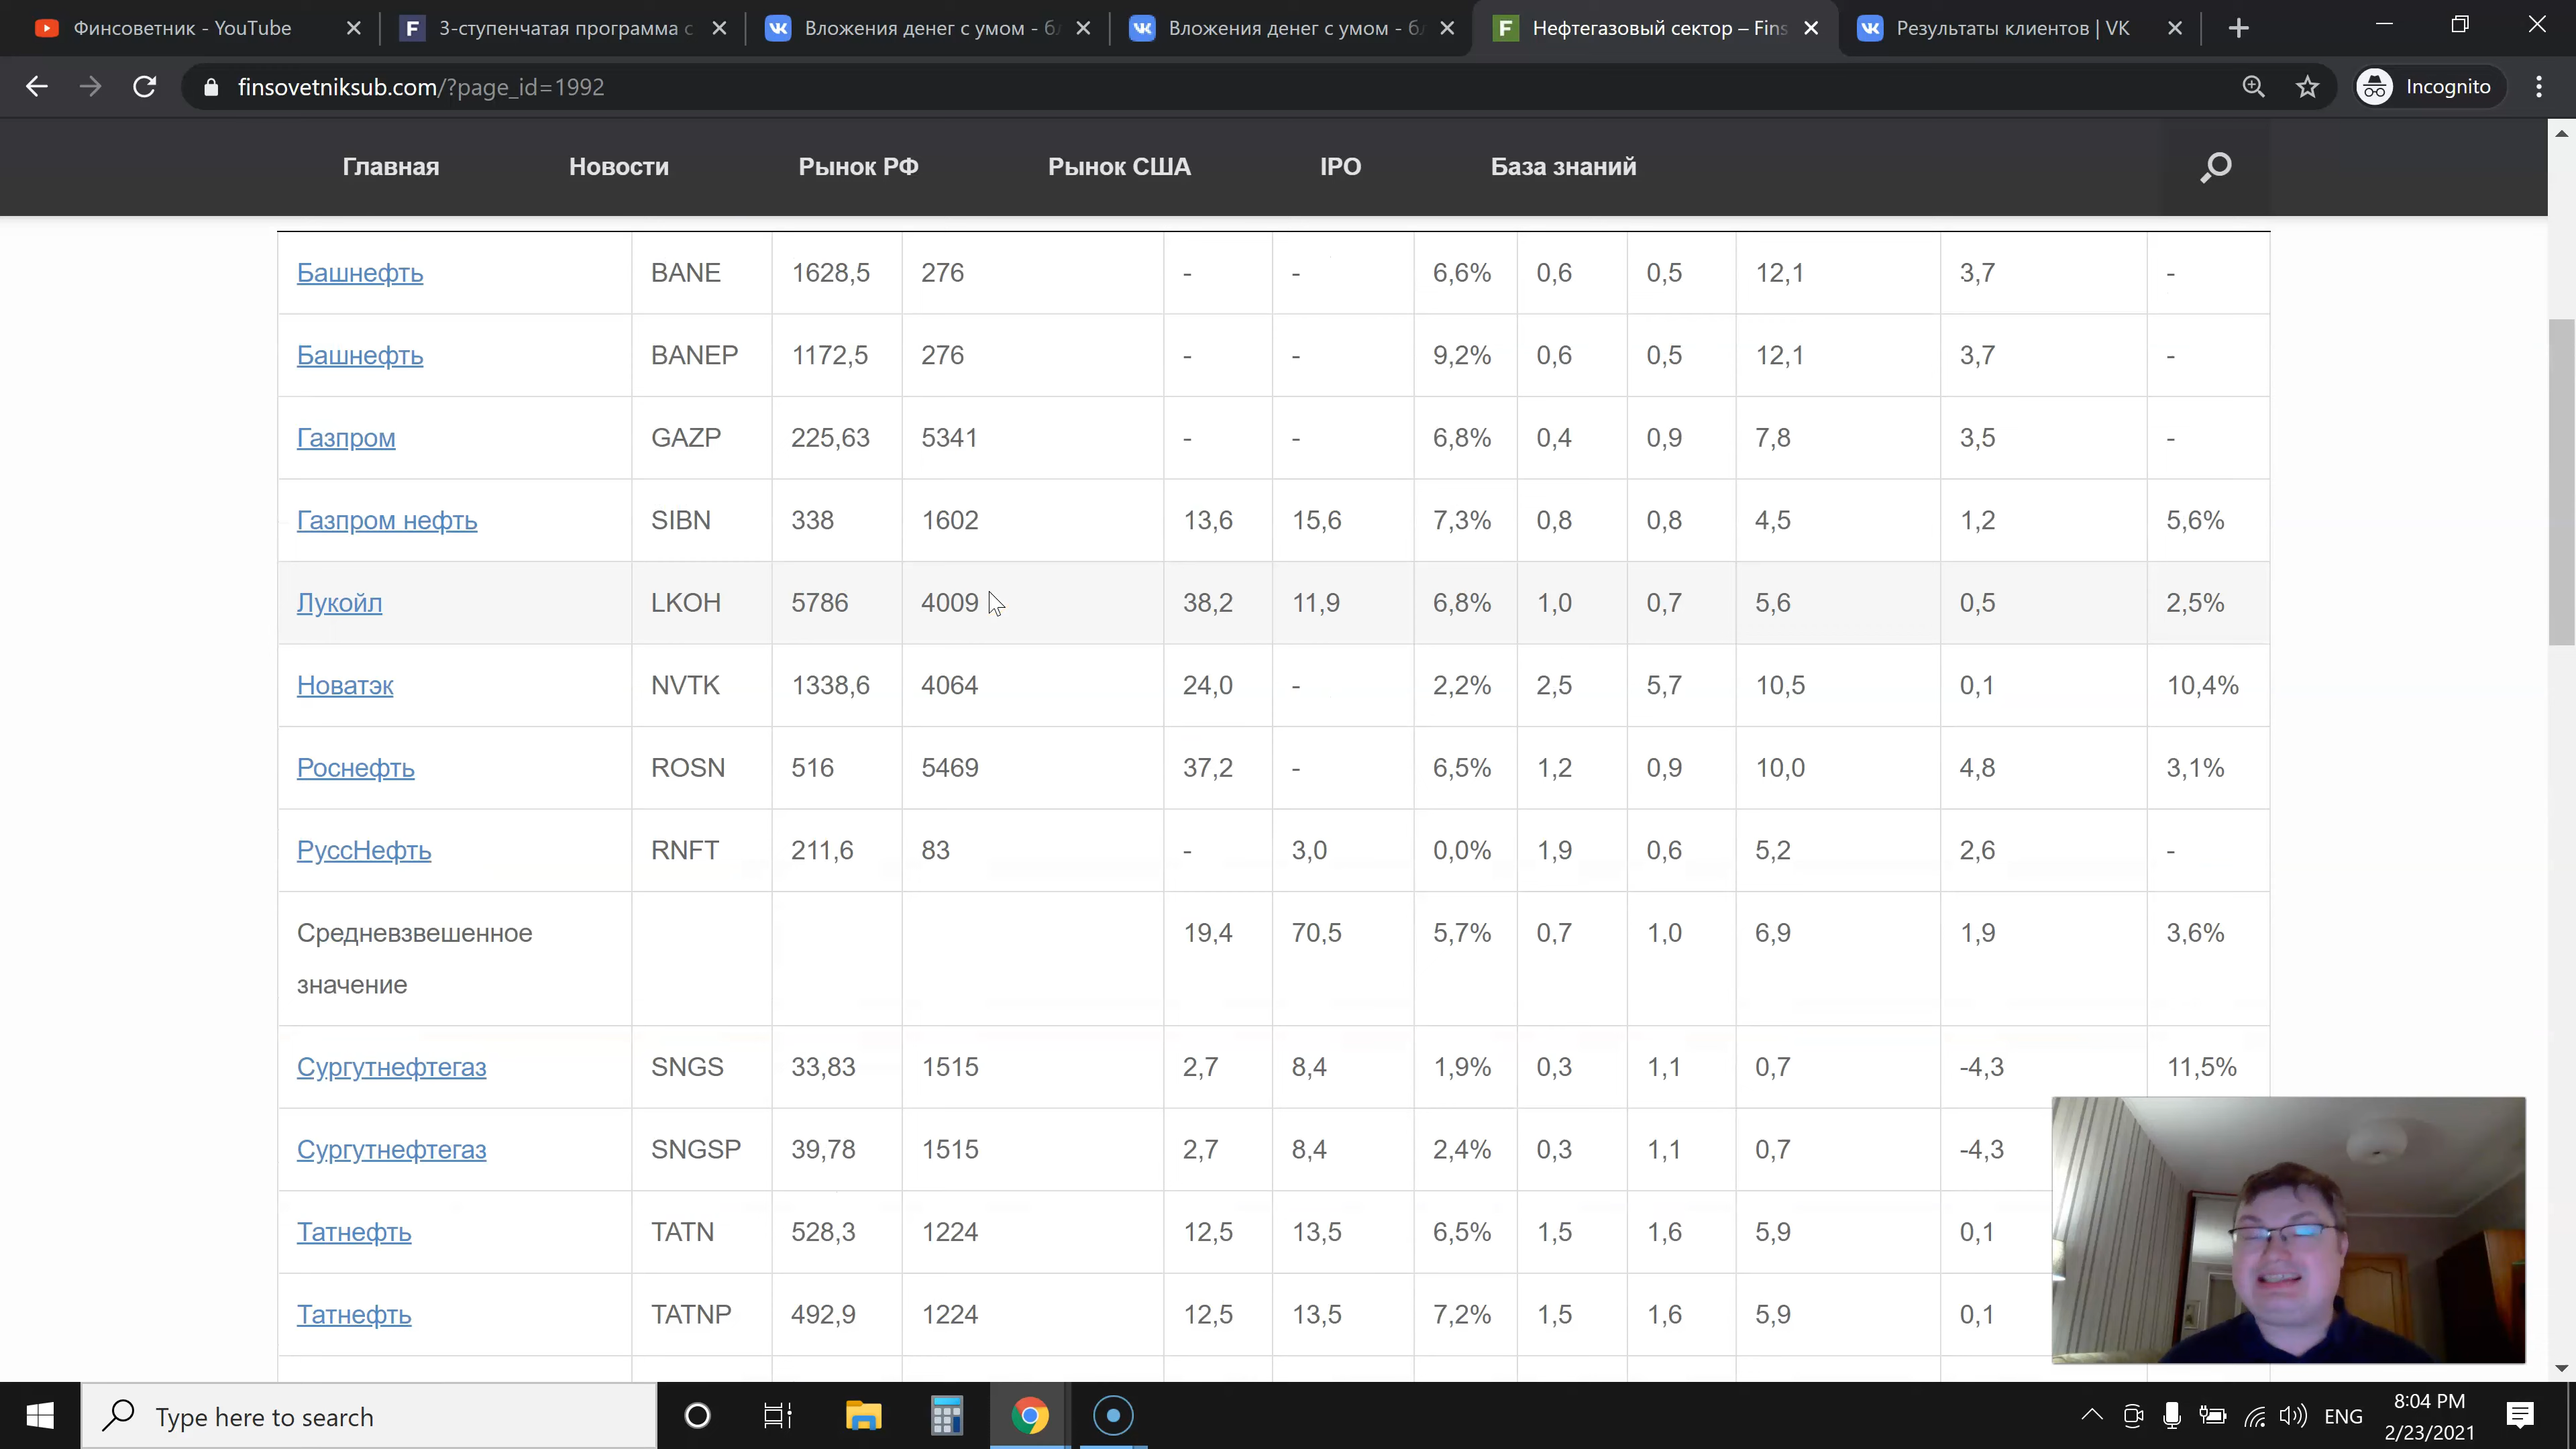 Финсоветник - YouTube
3-ступенчатая программа с
Вложения денег с умом - бл
Вложения денег с умом - бл
Нефтегазовый сектор – Fins
Результаты клиентов | VK
finsovetniksub.com/?page_id=1992
Incognito
Главная Новости Рынок РФ Рынок США IPO База знаний
Башнефть BANE 1628,5 276 - - 6,6% 0,6 0,5 12,1 3,7 -
Башнефть BANEP 1172,5 276 - - 9,2% 0,6 0,5 12,1 3,7 -
Газпром GAZP 225,63 5341 - - 6,8% 0,4 0,9 7,8 3,5 -
Газпром нефть SIBN 338 1602 13,6 15,6 7,3% 0,8 0,8 4,5 1,2 5,6%
Лукойл LKOH 5786 4009 38,2 11,9 6,8% 1,0 0,7 5,6 0,5 2,5%
Новатэк NVTK 1338,6 4064 24,0 - 2,2% 2,5 5,7 10,5 0,1 10,4%
Роснефть ROSN 516 5469 37,2 - 6,5% 1,2 0,9 10,0 4,8 3,1%
РуссНефть RNFT 211,6 83 - 3,0 0,0% 1,9 0,6 5,2 2,6 -
Средневзвешенное 19,4 70,5 5,7% 0,7 1,0 6,9 1,9 3,6%
значение
Сургутнефтегаз SNGS 33,83 1515 2,7 8,4 1,9% 0,3 1,1 0,7 -4,3 11,5%
Сургутнефтегаз SNGSP 39,78 1515 2,7 8,4 2,4% 0,3 1,1 0,7 -4,3
Татнефть TATN 528,3 1224 12,5 13,5 6,5% 1,5 1,6 5,9 0,1
Татнефть TATNP 492,9 1224 12,5 13,5 7,2% 1,5 1,6 5,9 0,1
Type here to search
ENG
8:04 PM
2/23/2021